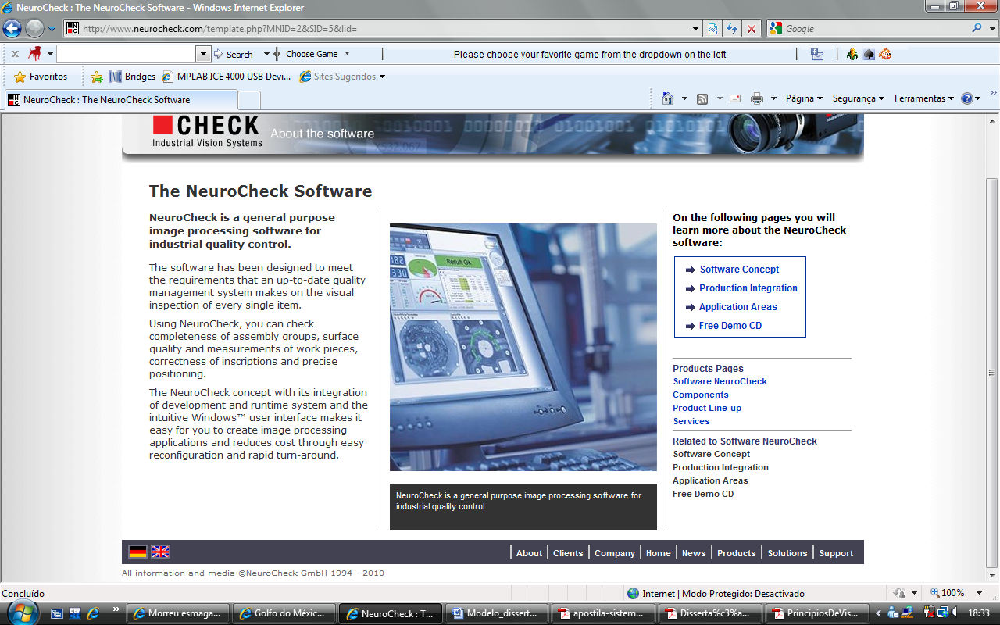 NeuroCheck : The NeuroCheck Software - Windows Internet Explorer
http://www.neurocheck.com/template.php?MNID=2&SID=5&lid=
Google
Search
Choose Game
Please choose your favorite game from the dropdown on the left
Favoritos
Bridges
MPLAB ICE 4000 USB Devi...
Sites Sugeridos
NeuroCheck : The NeuroCheck Software
Página
Segurança
Ferramentas
CHECK
Industrial Vision Systems
About the software
The NeuroCheck Software
NeuroCheck is a general purpose
image processing software for
industrial quality control.
The software has been designed to meet
the requirements that an up-to-date quality
management system makes on the visual
inspection of every single item.
Using NeuroCheck, you can check
completeness of assembly groups, surface
quality and measurements of work pieces,
correctness of inscriptions and precise
positioning.
The NeuroCheck concept with its integration
of development and runtime system and the
intuitive Windows™ user interface makes it
easy for you to create image processing
applications and reduces cost through easy
reconfiguration and rapid turn-around.
182
330
Result OK
NeuroCheck is a general purpose image processing software for
industrial quality control
On the following pages you will
learn more about the NeuroCheck
software:
Software Concept
Production Integration
Application Areas
Free Demo CD
Products Pages
Software NeuroCheck
Components
Product Line-up
Services
Related to Software NeuroCheck
Software Concept
Production Integration
Application Areas
Free Demo CD
About
Clients
Company
Home
News
Products
Solutions
Support
All information and media ©NeuroCheck GmbH 1994 - 2010
Concluído
Internet | Modo Protegido: Desactivado
100%
Morreu esmaga...
Golfo do Méxic...
NeuroCheck : T...
Modelo_dissert...
apostila-sistem...
Disserta%c3%a...
PrincipiosDeVis...
18:33